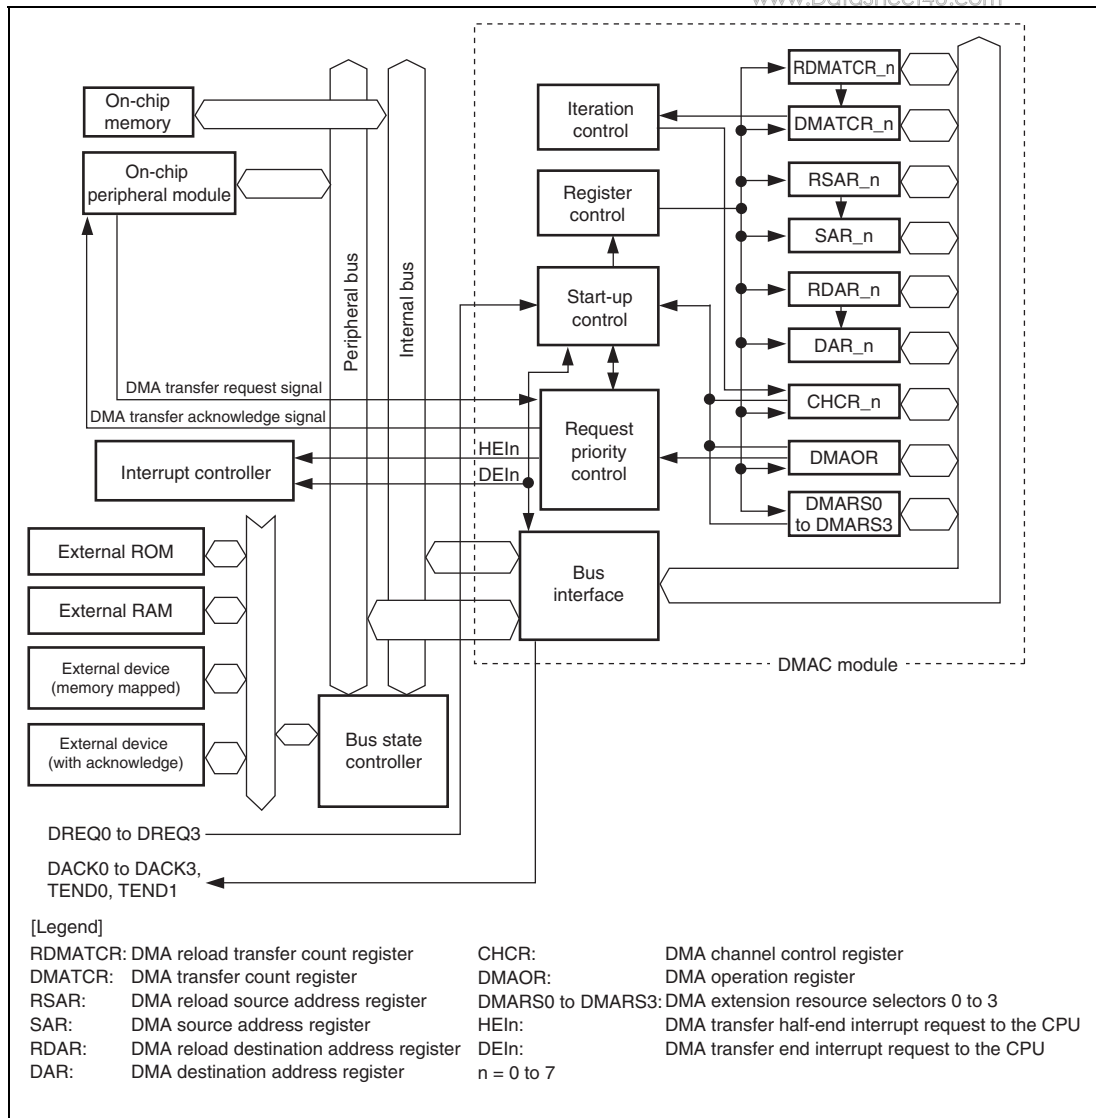 www.DataSheet4U.com
On-chip
memory
On-chip
peripheral module
Peripheral bus
Internal bus
Iteration
control
Register
control
Start-up
control
Request
priority
control
Bus
interface
RDMATCR_n
DMATCR_n
RSAR_n
SAR_n
RDAR_n
DAR_n
CHCR_n
DMAOR
DMARS0
to DMARS3
DMA transfer request signal
DMA transfer acknowledge signal
HEIn
DEIn
Interrupt controller
External ROM
External RAM
External device
(memory mapped)
External device
(with acknowledge)
Bus state
controller
DMAC module
DREQ0 to DREQ3
DACK0 to DACK3,
TEND0, TEND1
[Legend]
RDMATCR: DMA reload transfer count register
DMATCR: DMA transfer count register
RSAR: DMA reload source address register
SAR: DMA source address register
RDAR: DMA reload destination address register
DAR: DMA destination address register
CHCR: DMA channel control register
DMAOR: DMA operation register
DMARS0 to DMARS3: DMA extension resource selectors 0 to 3
HEIn: DMA transfer half-end interrupt request to the CPU
DEIn: DMA transfer end interrupt request to the CPU
n = 0 to 7